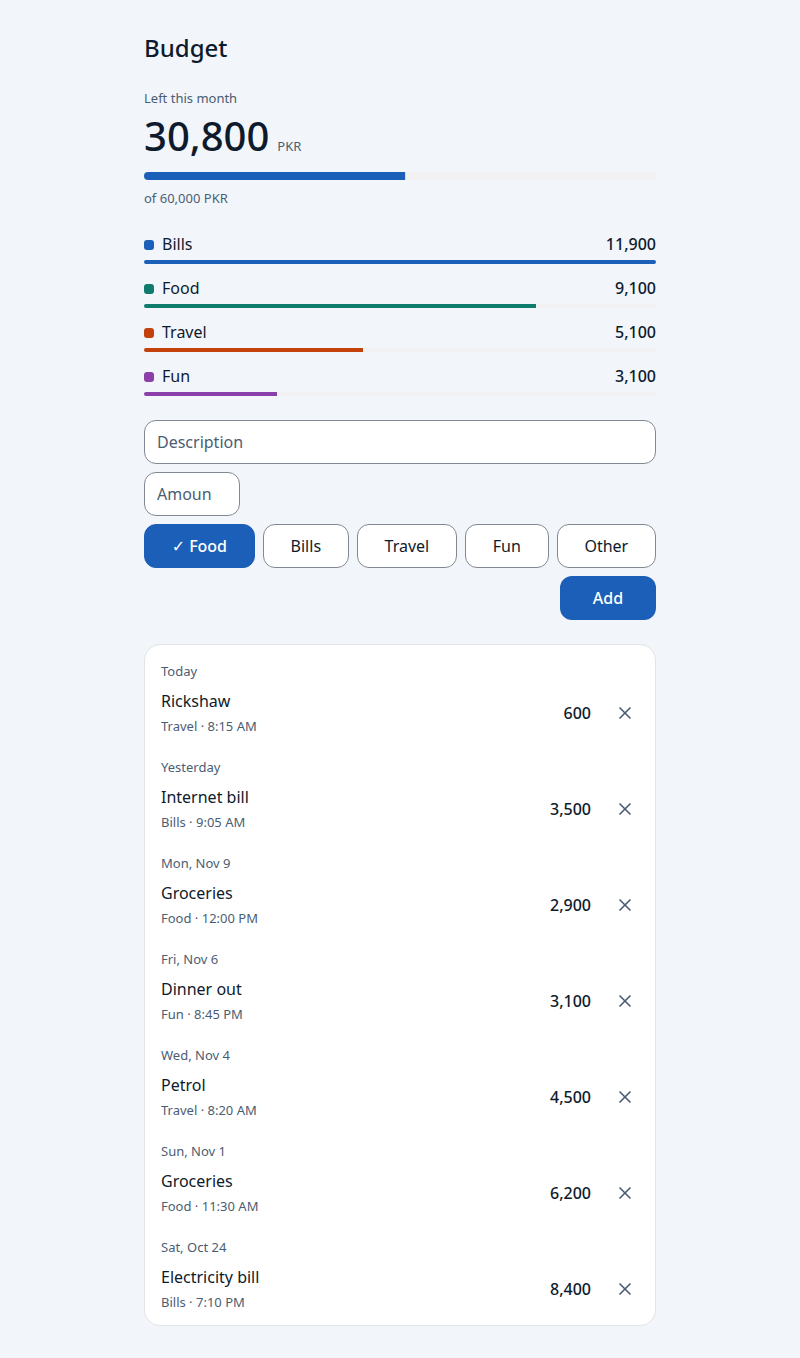 Budget
Left this month
30,800 PKR
of 60,000 PKR
Bills 11,900
Food 9,100
Travel 5,100
Fun 3,100
Description
Amoun
✓ Food Bills Travel Fun Other
Add
Today
Rickshaw
Travel · 8:15 AM
600
Yesterday
Internet bill
Bills · 9:05 AM
3,500
Mon, Nov 9
Groceries
Food · 12:00 PM
2,900
Fri, Nov 6
Dinner out
Fun · 8:45 PM
3,100
Wed, Nov 4
Petrol
Travel · 8:20 AM
4,500
Sun, Nov 1
Groceries
Food · 11:30 AM
6,200
Sat, Oct 24
Electricity bill
Bills · 7:10 PM
8,400